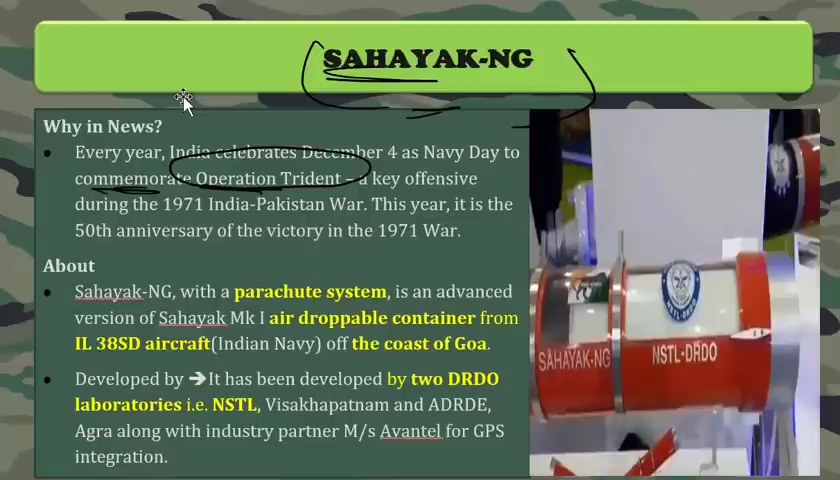 SAHAYAK-NG
Why in News?
• Every year, India celebrates December 4 as Navy Day to
commemorate Operation Trident – a key offensive
during the 1971 India-Pakistan War. This year, it is the
50th anniversary of the victory in the 1971 War.
About
• Sahayak-NG, with a parachute system, is an advanced
version of Sahayak Mk I air droppable container from
IL 38SD aircraft(Indian Navy) off the coast of Goa.
• Developed by ➔It has been developed by two DRDO
laboratories i.e. NSTL, Visakhapatnam and ADRDE,
Agra along with industry partner M/s Avantel for GPS
integration.
SAHAYAK-NG
NSTL-DRDO
NSTL-DRDO